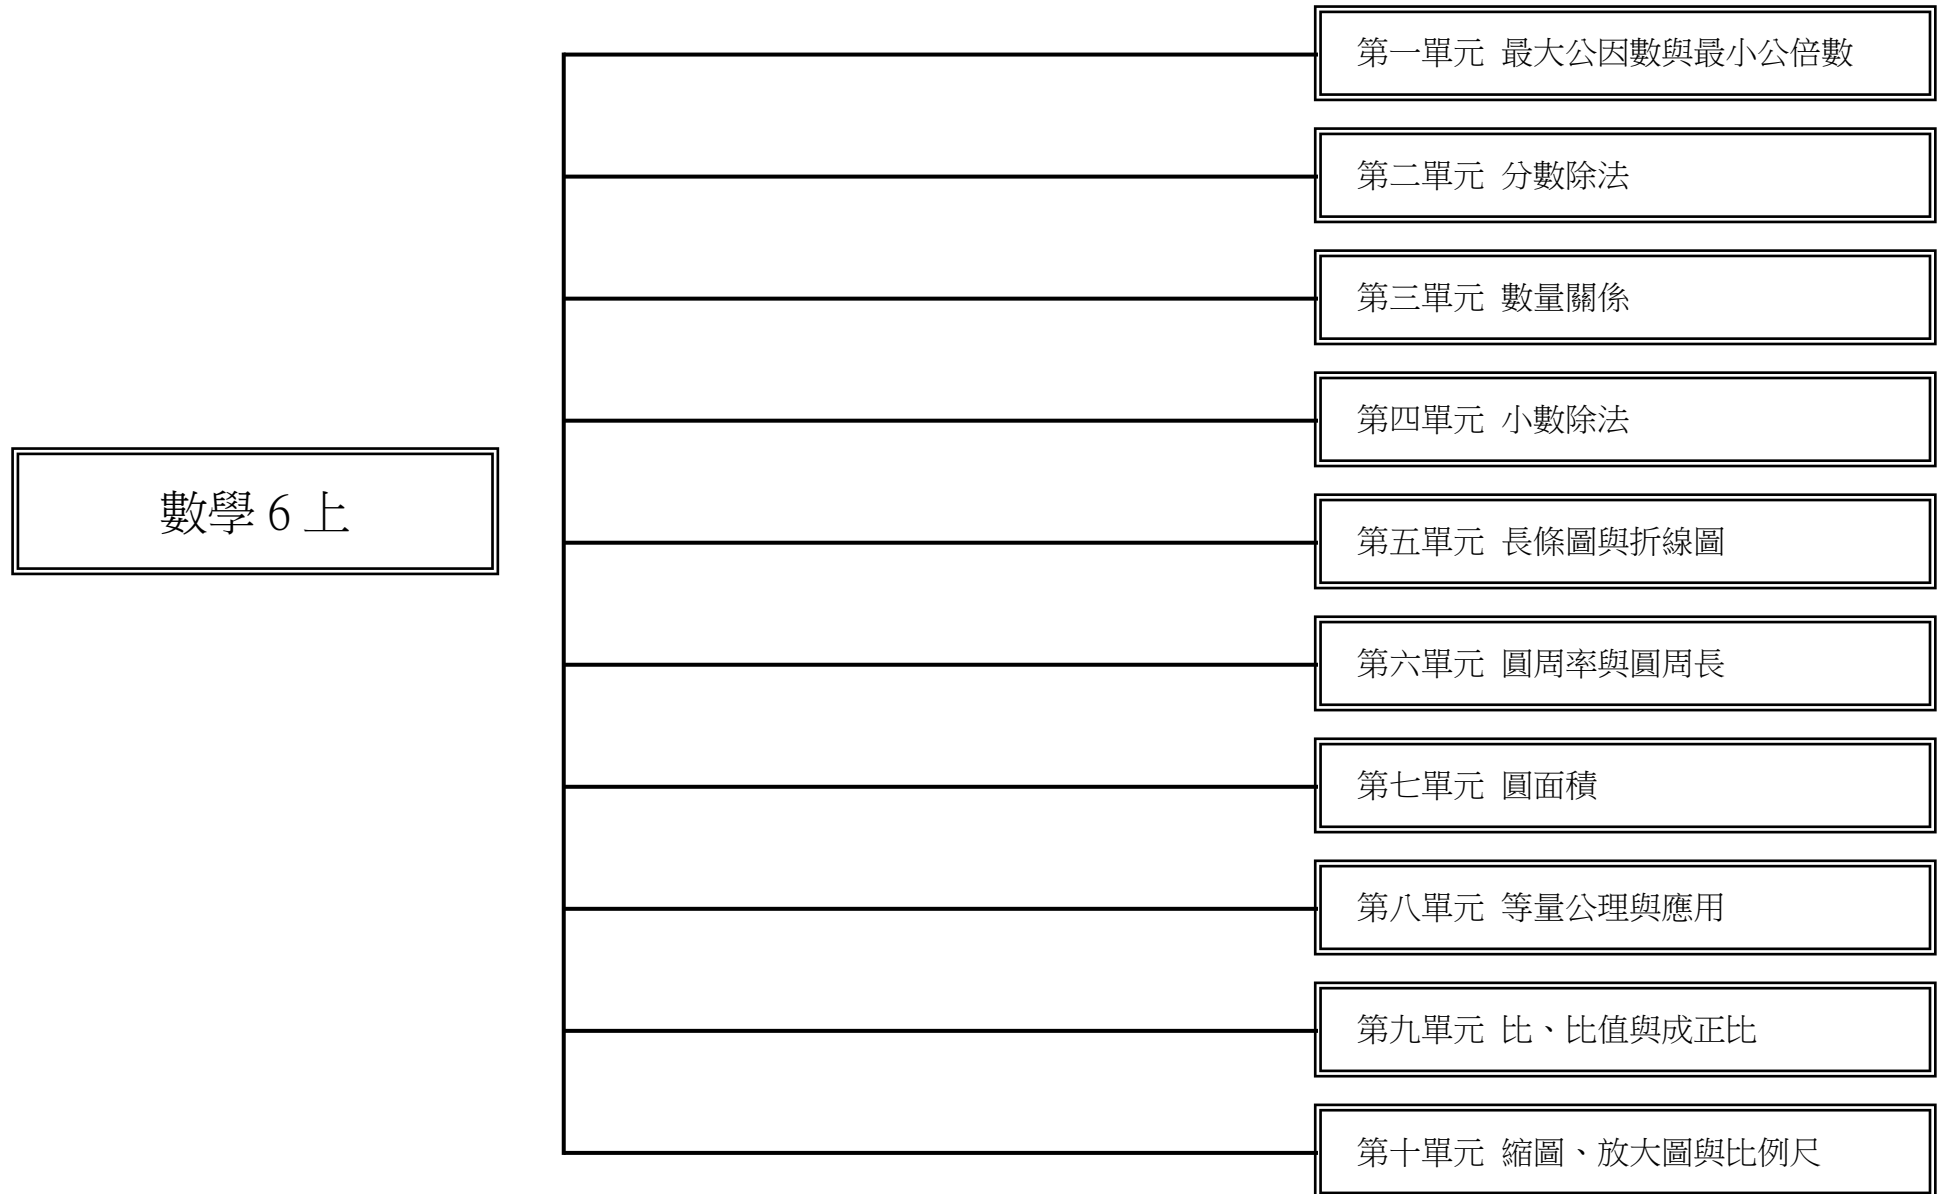 數學 6 上
第一單元 最大公因數與最小公倍數
第二單元 分數除法
第三單元 數量關係
第四單元 小數除法
第五單元 長條圖與折線圖
第六單元 圓周率與圓周長
第七單元 圓面積
第八單元 等量公理與應用
第九單元 比、比值與成正比
第十單元 縮圖、放大圖與比例尺